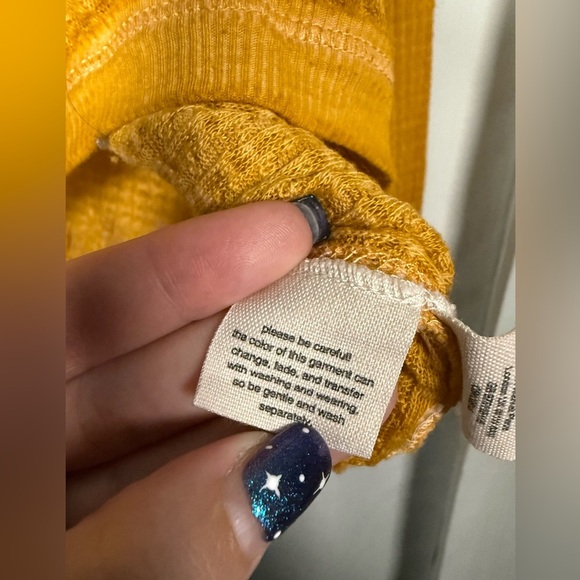 please be careful!
the color of this garment can
change, fade, and transfer
with washing and wearing,
so be gentle and wash
separately